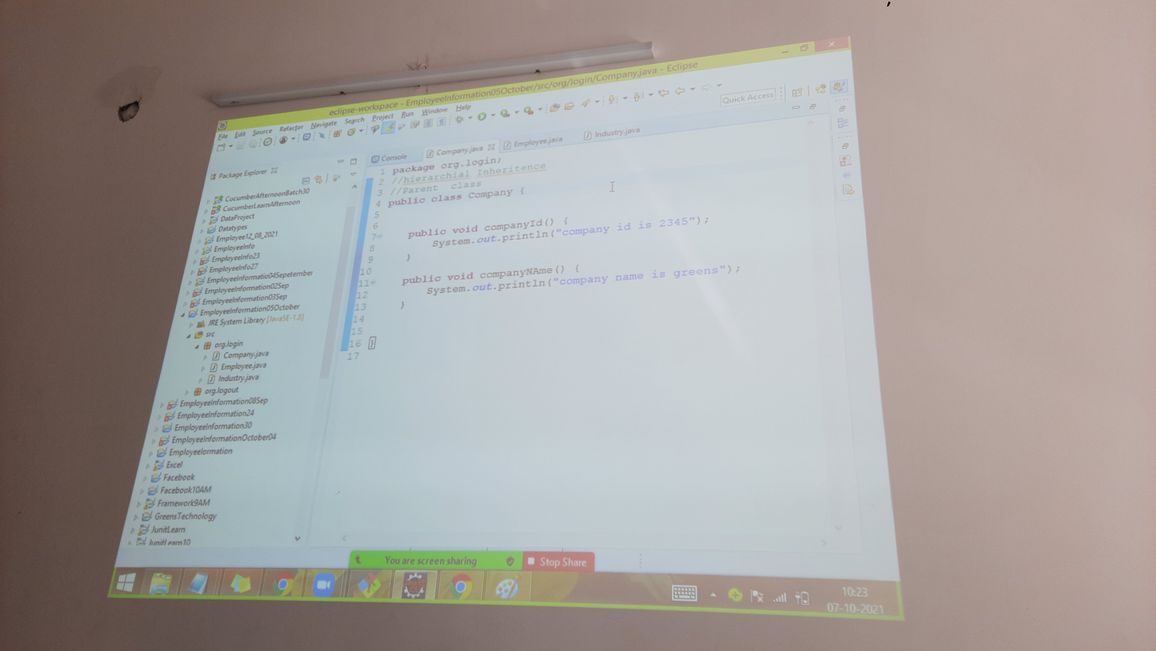 eclipse-workspace - EmployeeInformation05October/src/org/login/Company.java - Eclipse
File Edit Source Refactor Navigate Search Project Run Window Help
Quick Access
Package Explorer
CucumberAfternoonBatch30
CucumberLearnAfternoon
DataProject
Datatypes
Employee12_08_2021
EmployeeInfo
EmployeeInfo23
EmployeeInfo27
EmployeeInformation04Sepetember
EmployeeInformation02Sep
EmployeeInformation03Sep
EmployeeInformation05October
JRE System Library [JavaSE-1.8]
src
org.login
Company.java
Employee.java
Industry.java
org.logout
EmployeeInformation08Sep
EmployeeInformation24
EmployeeInformation30
EmployeeInformationOctober04
EmployeeIormation
Excel
Facebook
Facebook10AM
Framework9AM
GreensTechnology
JunitLearn
JunitLearn10
Console Company.java Employee.java Industry.java
1 package org.login;
2 //hierarchial Inheritence
3 //Parent class
4 public class Company {
5
6
7 public void companyId() {
8 System.out.println("company id is 2345");
9 }
10
11 public void companyNAme() {
12 System.out.println("company name is greens");
13 }
14
15
16 }
17
You are screen sharing Stop Share
10:23
07-10-2021